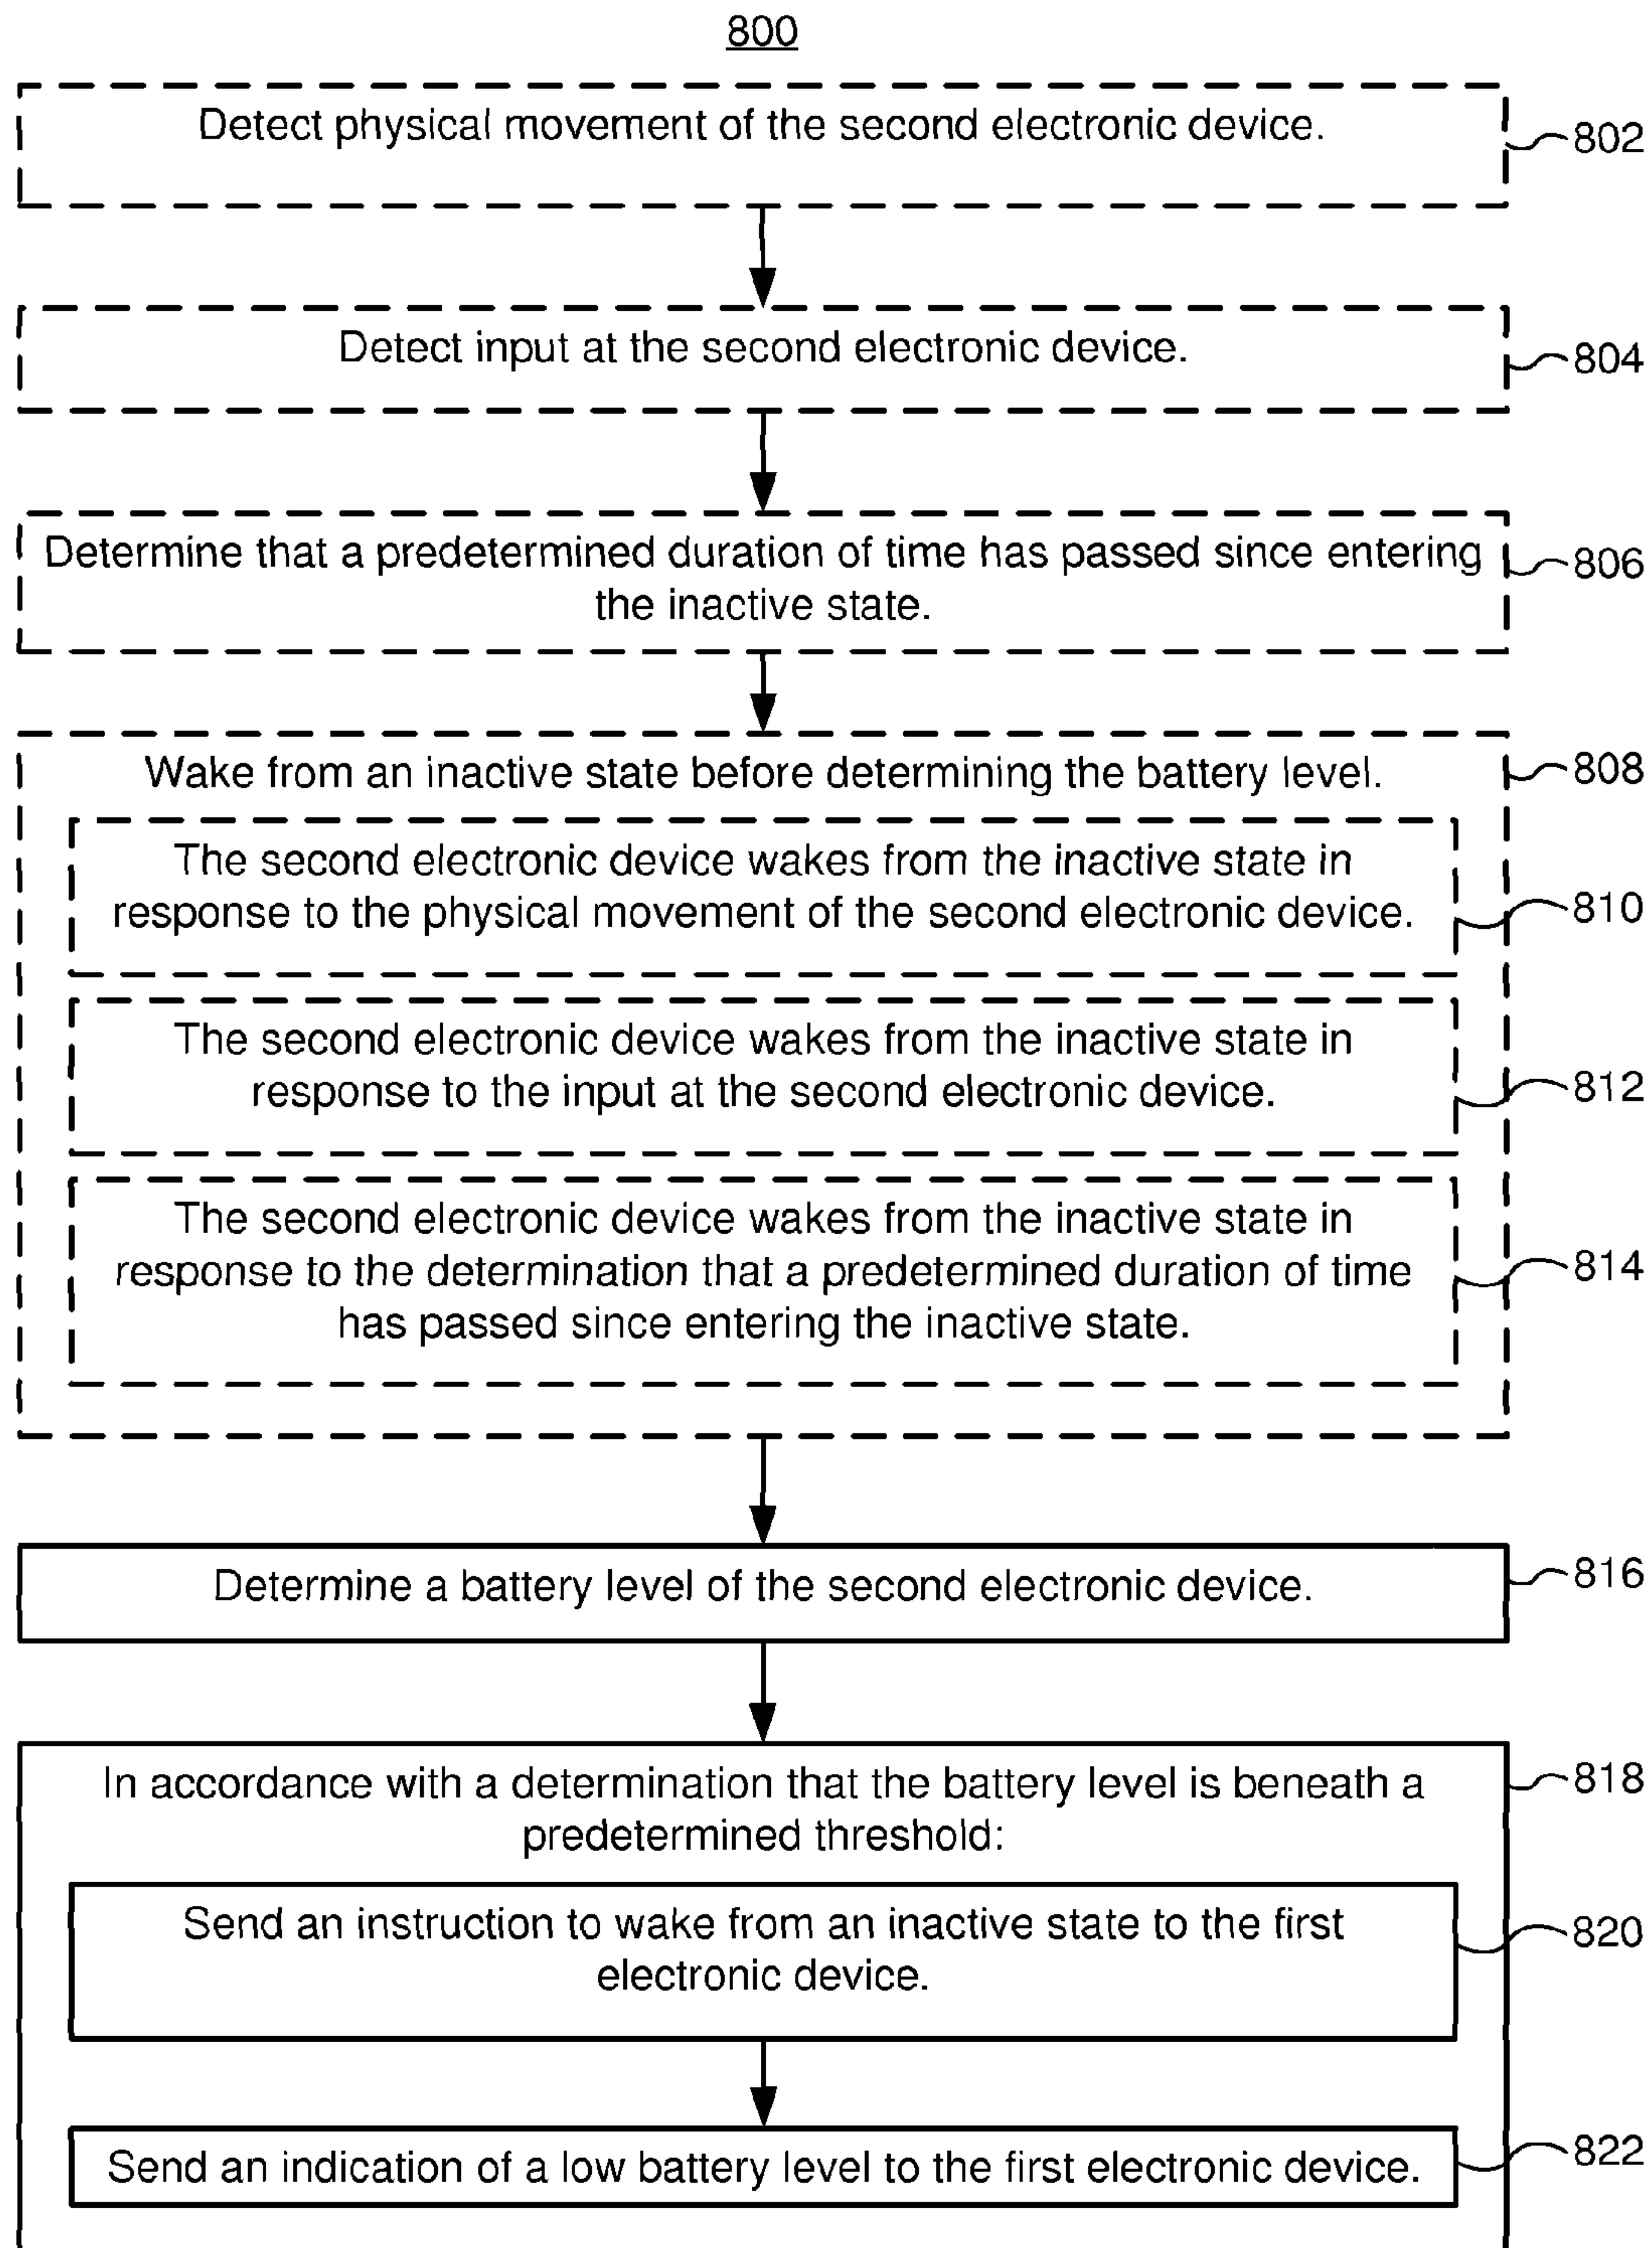 800
Detect physical movement of the second electronic device.
802
Detect input at the second electronic device.
804
Determine that a predetermined duration of time has passed since entering
the inactive state.
806
Wake from an inactive state before determining the battery level.
808
The second electronic device wakes from the inactive state in
response to the physical movement of the second electronic device.
810
The second electronic device wakes from the inactive state in
response to the input at the second electronic device.
812
The second electronic device wakes from the inactive state in
response to the determination that a predetermined duration of time
has passed since entering the inactive state.
814
Determine a battery level of the second electronic device.
816
In accordance with a determination that the battery level is beneath a
predetermined threshold:
818
Send an instruction to wake from an inactive state to the first
electronic device.
820
Send an indication of a low battery level to the first electronic device.
822